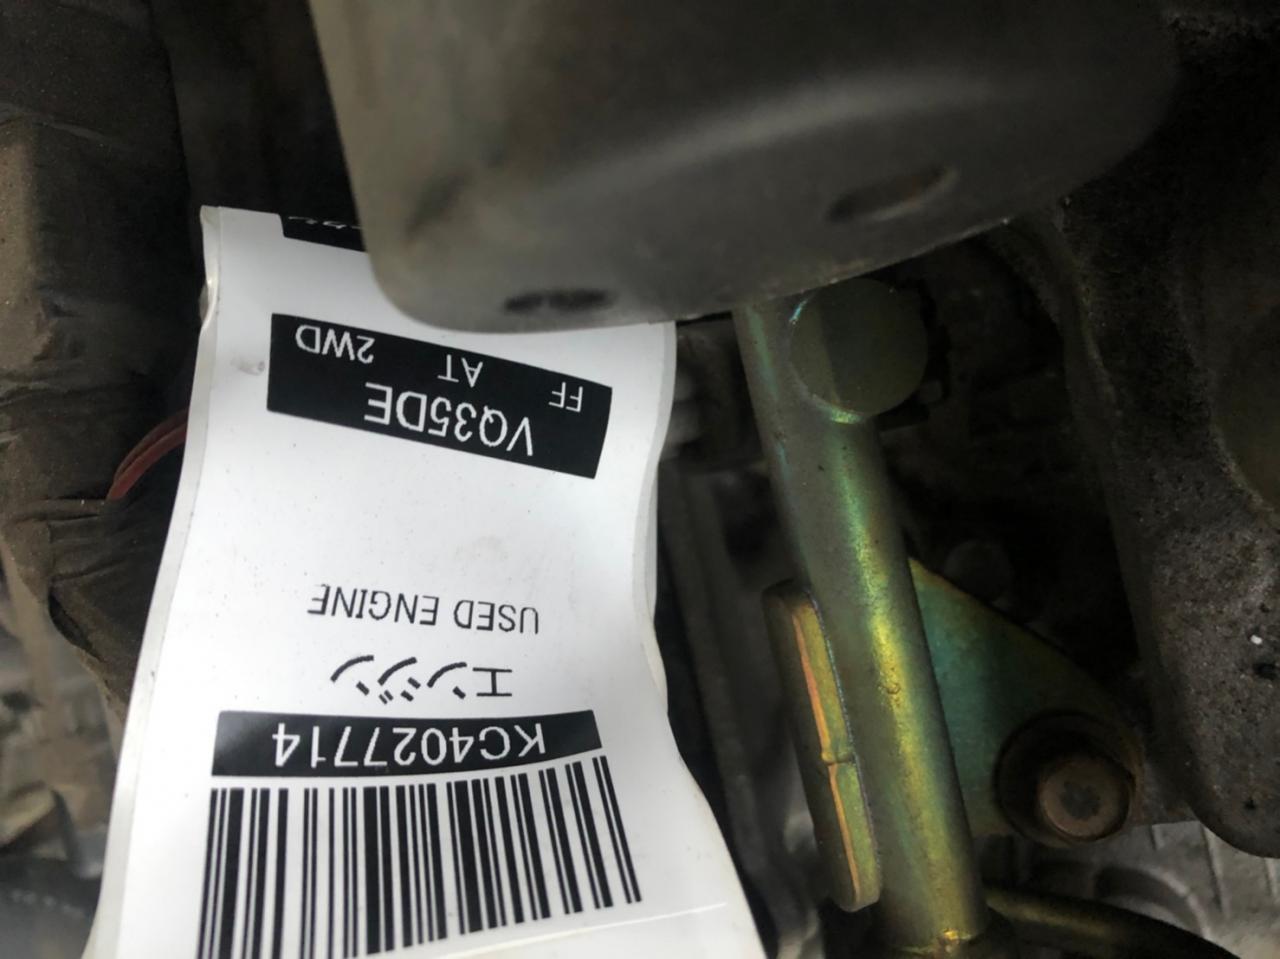 KC4027714
エンジン
USED ENGINE
VQ35DE
FF AT 2WD